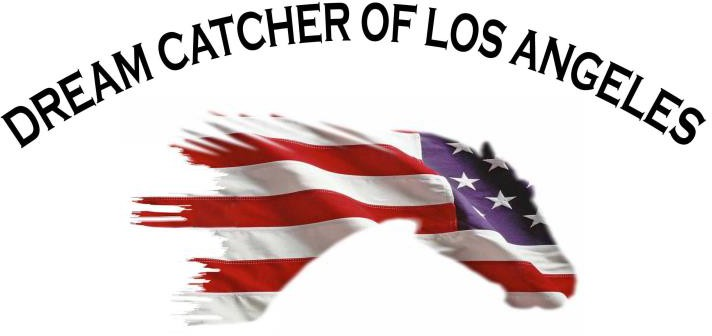 DREAM CATCHER OF LOS ANGELES